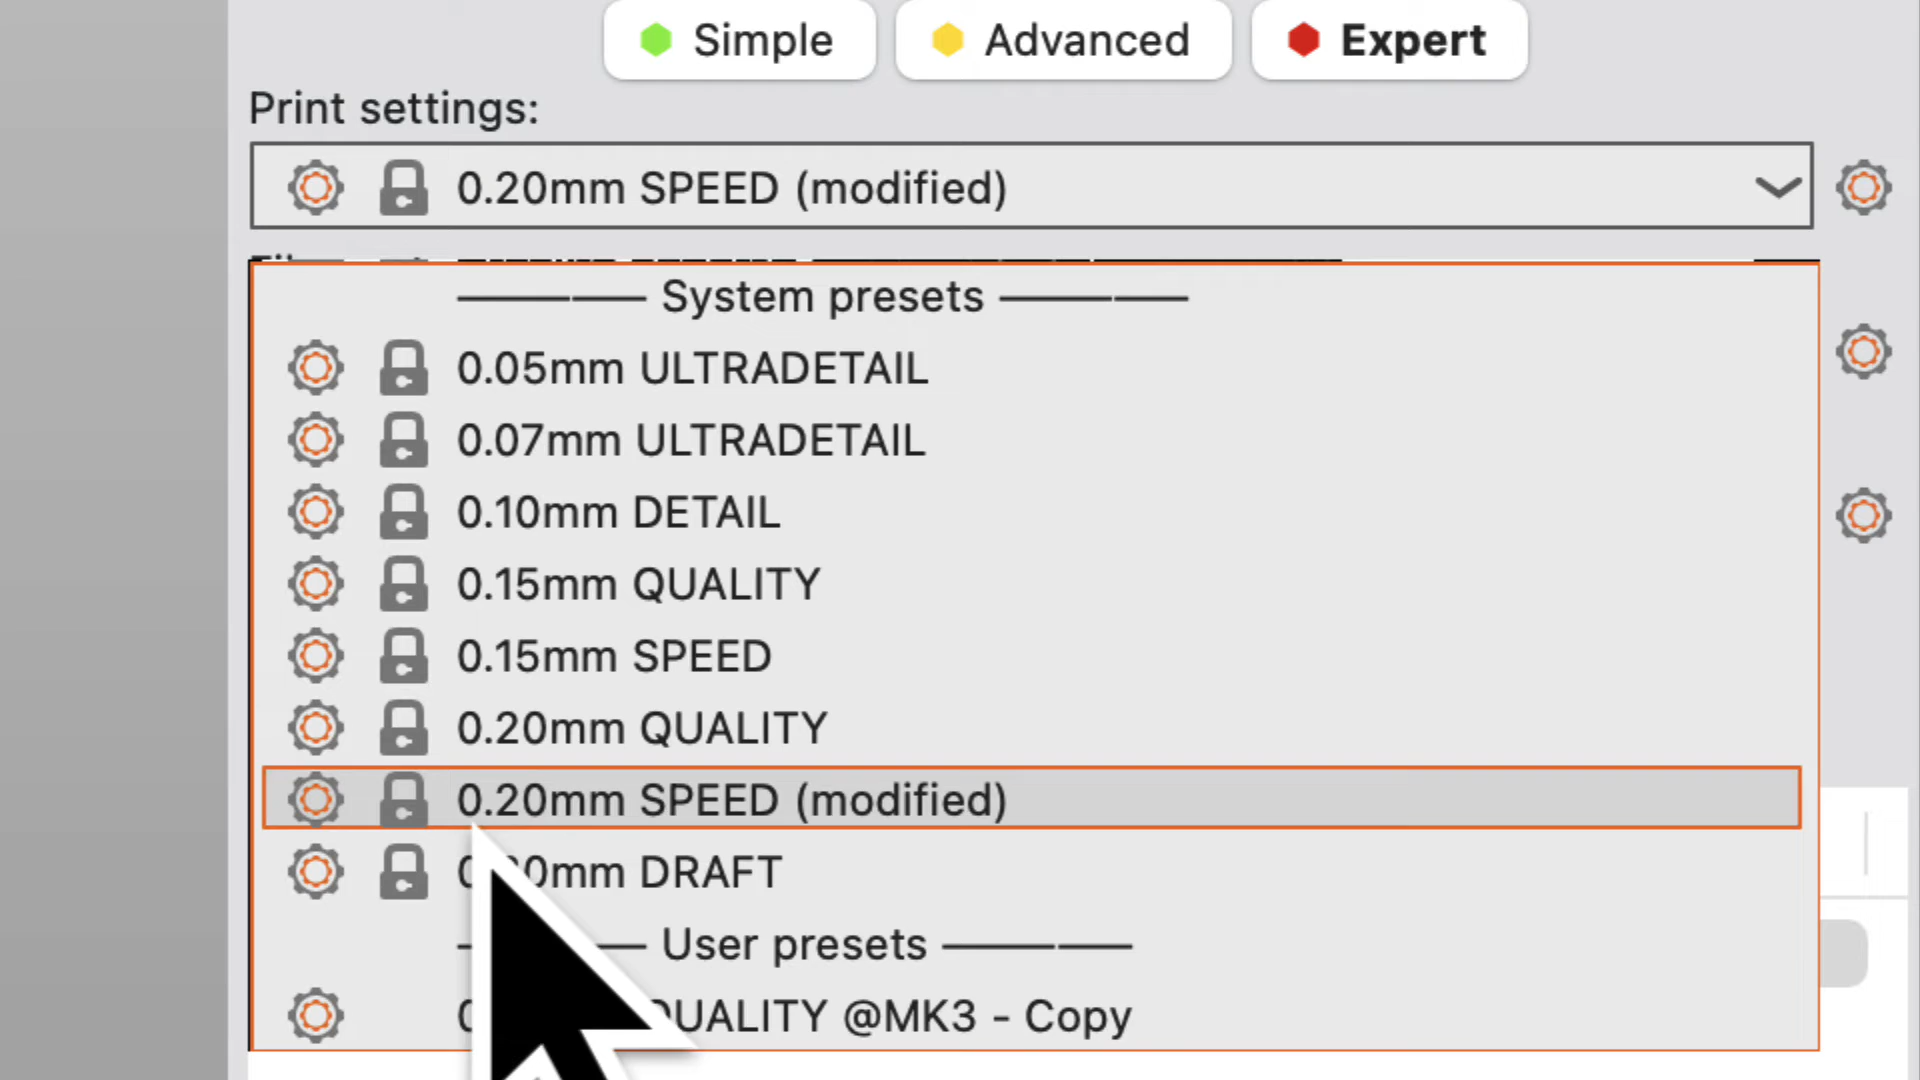 Simple
Advanced
Expert
Print settings:
0.20mm SPEED (modified)
System presets
0.05mm ULTRADETAIL
0.07mm ULTRADETAIL
0.10mm DETAIL
0.15mm QUALITY
0.15mm SPEED
0.20mm QUALITY
0.20mm SPEED (modified)
DRAFT
User presets
@MK3 - Copy